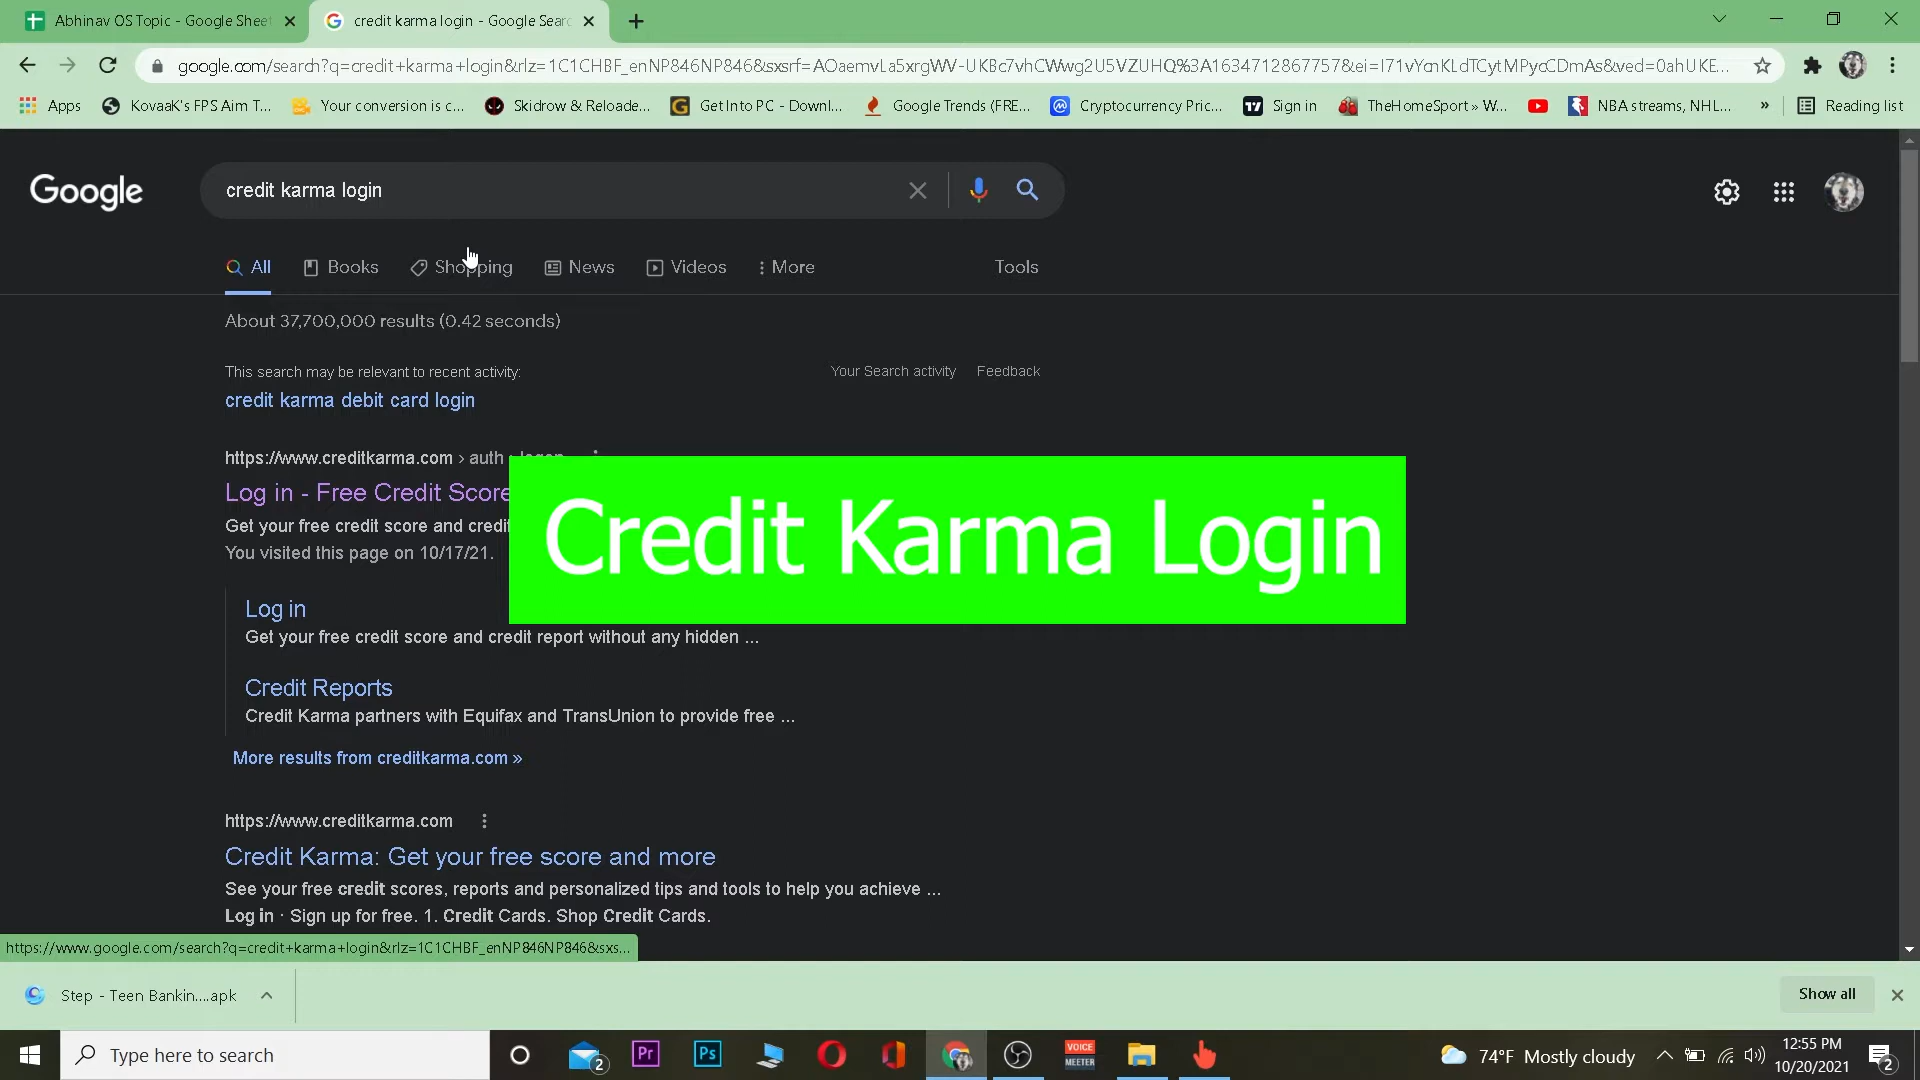 Abhinav OS Topic - Google Sheet
credit karma login - Google Sear
google.com/search?q=credit+karma+login&rlz=1C1CHBF_enNP846NP846&sxsrf=AOaemvLa5xrgWV-UKBc7vhCWwg2U5VZUHQ%3A1634712867757&ei=I71vYcnKLdTCytMPycCDmAs&ved=0ahUKE...
Apps
KovaaK's FPS Aim T...
Your conversion is c...
Skidrow & Reloade...
Get Into PC - Downl...
Google Trends (FRE...
Cryptocurrency Pric...
Sign in
TheHomeSport » W...
NBA streams, NHL...
»
Reading list
Google
credit karma login
All
Books
Shopping
News
Videos
More
Tools
About 37,700,000 results (0.42 seconds)
This search may be relevant to recent activity:
Your Search activity
Feedback
credit karma debit card login
https://www.creditkarma.com › auth
Log in - Free Credit Score
Get your free credit score and credi
You visited this page on 10/17/21.
Credit Karma Login
Log in
Get your free credit score and credit report without any hidden ...
Credit Reports
Credit Karma partners with Equifax and TransUnion to provide free ...
More results from creditkarma.com »
https://www.creditkarma.com
Credit Karma: Get your free score and more
See your free credit scores, reports and personalized tips and tools to help you achieve ...
Log in · Sign up for free. 1. Credit Cards. Shop Credit Cards.
https://www.google.com/search?q=credit+karma+login&rlz=1C1CHBF_enNP846NP846&sxs...
Step - Teen Bankin....apk
Show all
Type here to search
2
Pr
Ps
VOICE
MEETER
74°F Mostly cloudy
12:55 PM
10/20/2021
2